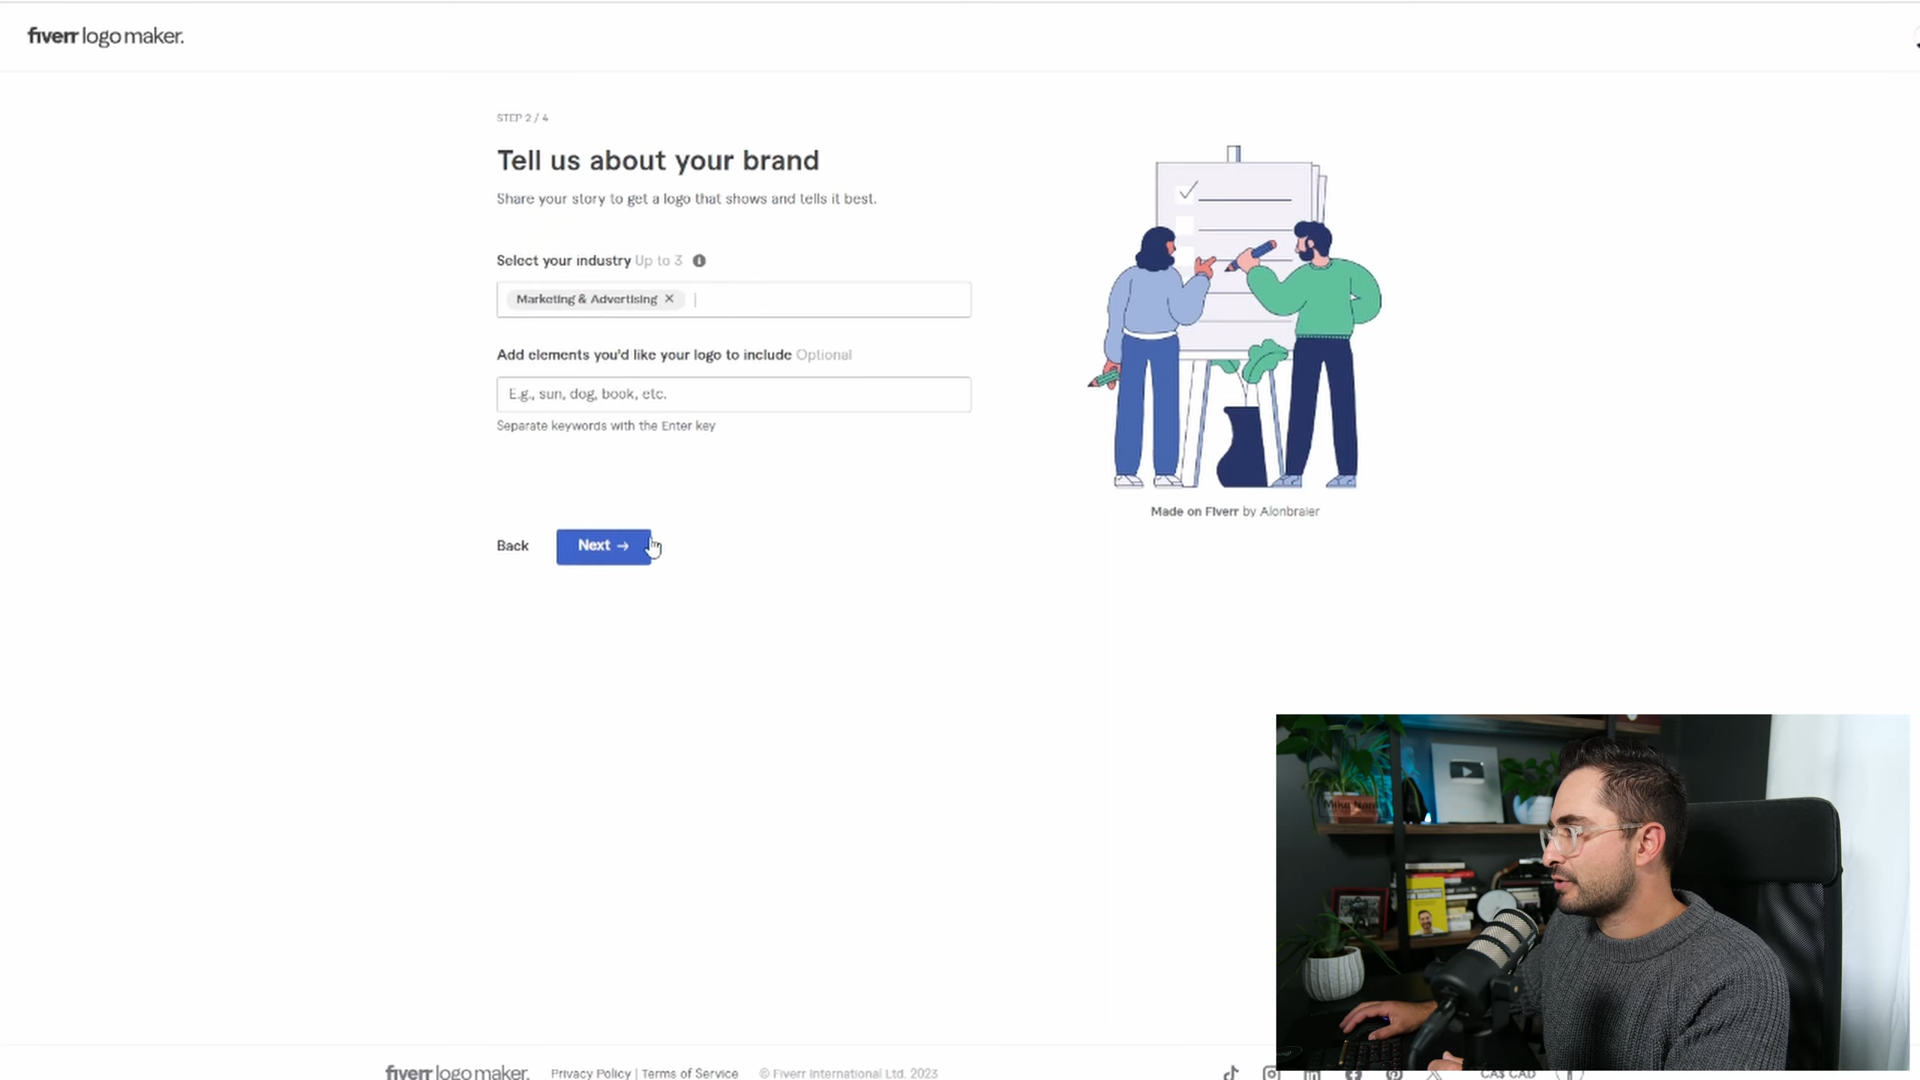 fiverr logo maker.
STEP 2 / 4
Tell us about your brand
Share your story to get a logo that shows and tells it best.
Select your industry Up to 3
Marketing & Advertising ✕
Add elements you'd like your logo to include Optional
E.g., sun, dog, book, etc.
Separate keywords with the Enter key
Back
Next →
Made on Fiverr by Alonbraier
fiverr logo maker.
Privacy Policy | Terms of Service
© Fiverr International Ltd. 2023
CA$ CAD